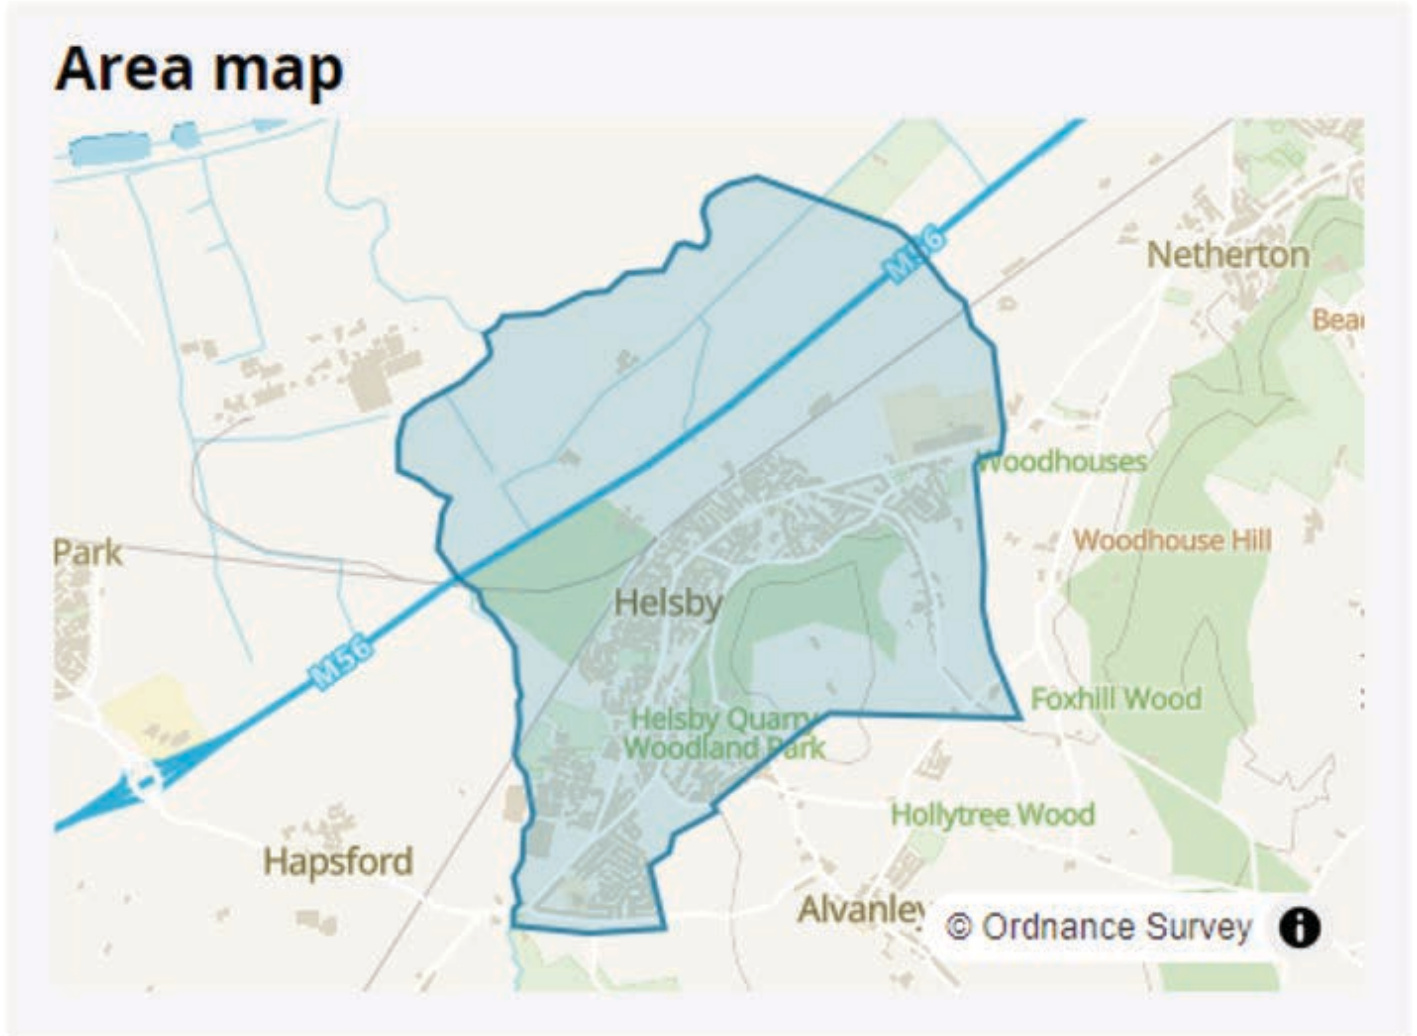 Area map
M56
Netherton
Woodhouses
Park
Woodhouse Hill
Helsby
M56
Foxhill Wood
Helsby Quarry
Woodland Park
Hollytree Wood
Hapsford
Alvanley
© Ordnance Survey